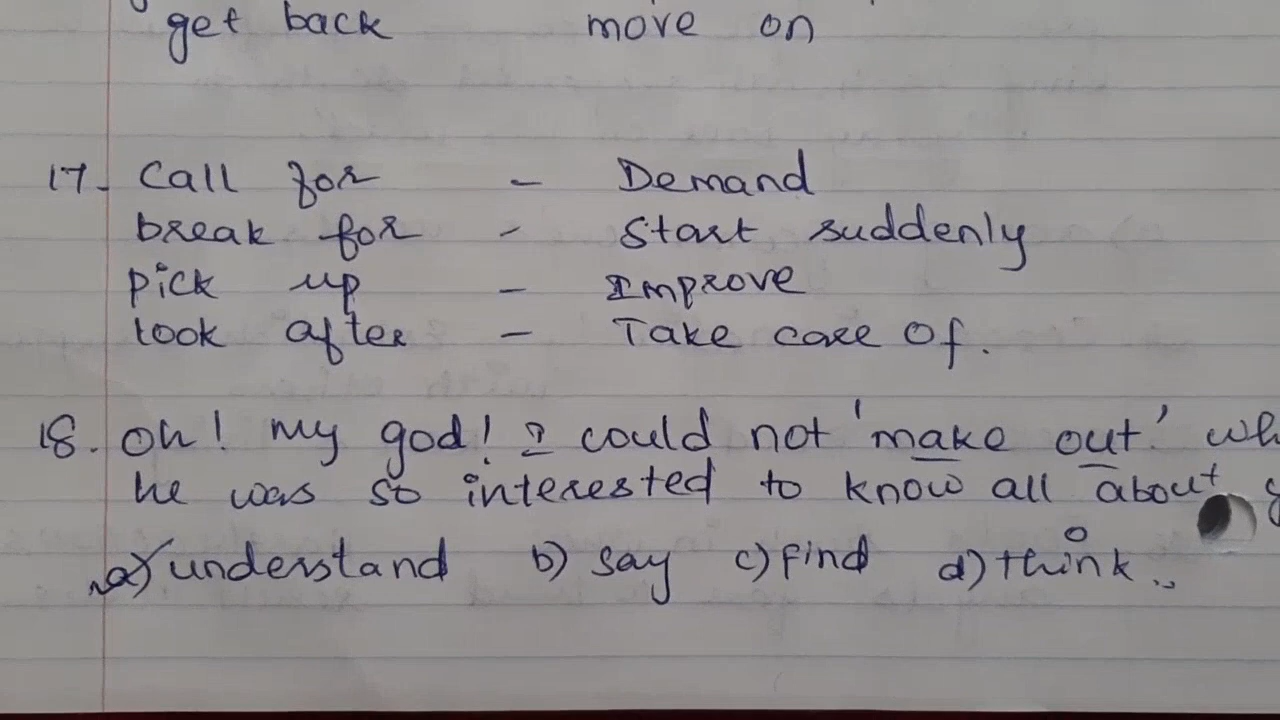 get back move on
17. Call for - Demand
break for - Start suddenly
Pick up - Improve
look after - Take care of.
18. Oh! my god! I could not 'make out' wh
he was so interested to know all about
a) understand b) say c) find d) think..